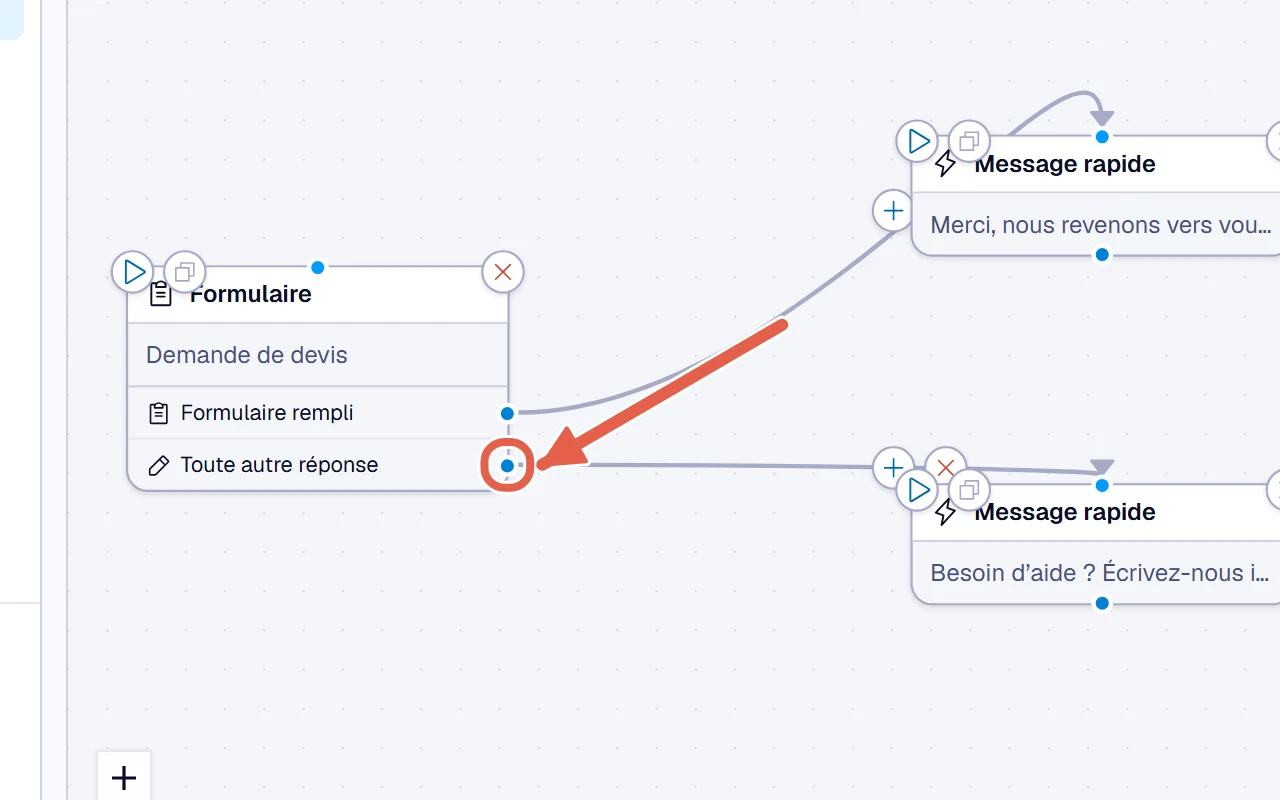 Message rapide
Merci, nous revenons vers vou...
Formulaire
Demande de devis
Formulaire rempli
Toute autre réponse
Message rapide
Besoin d’aide ? Écrivez-nous i...